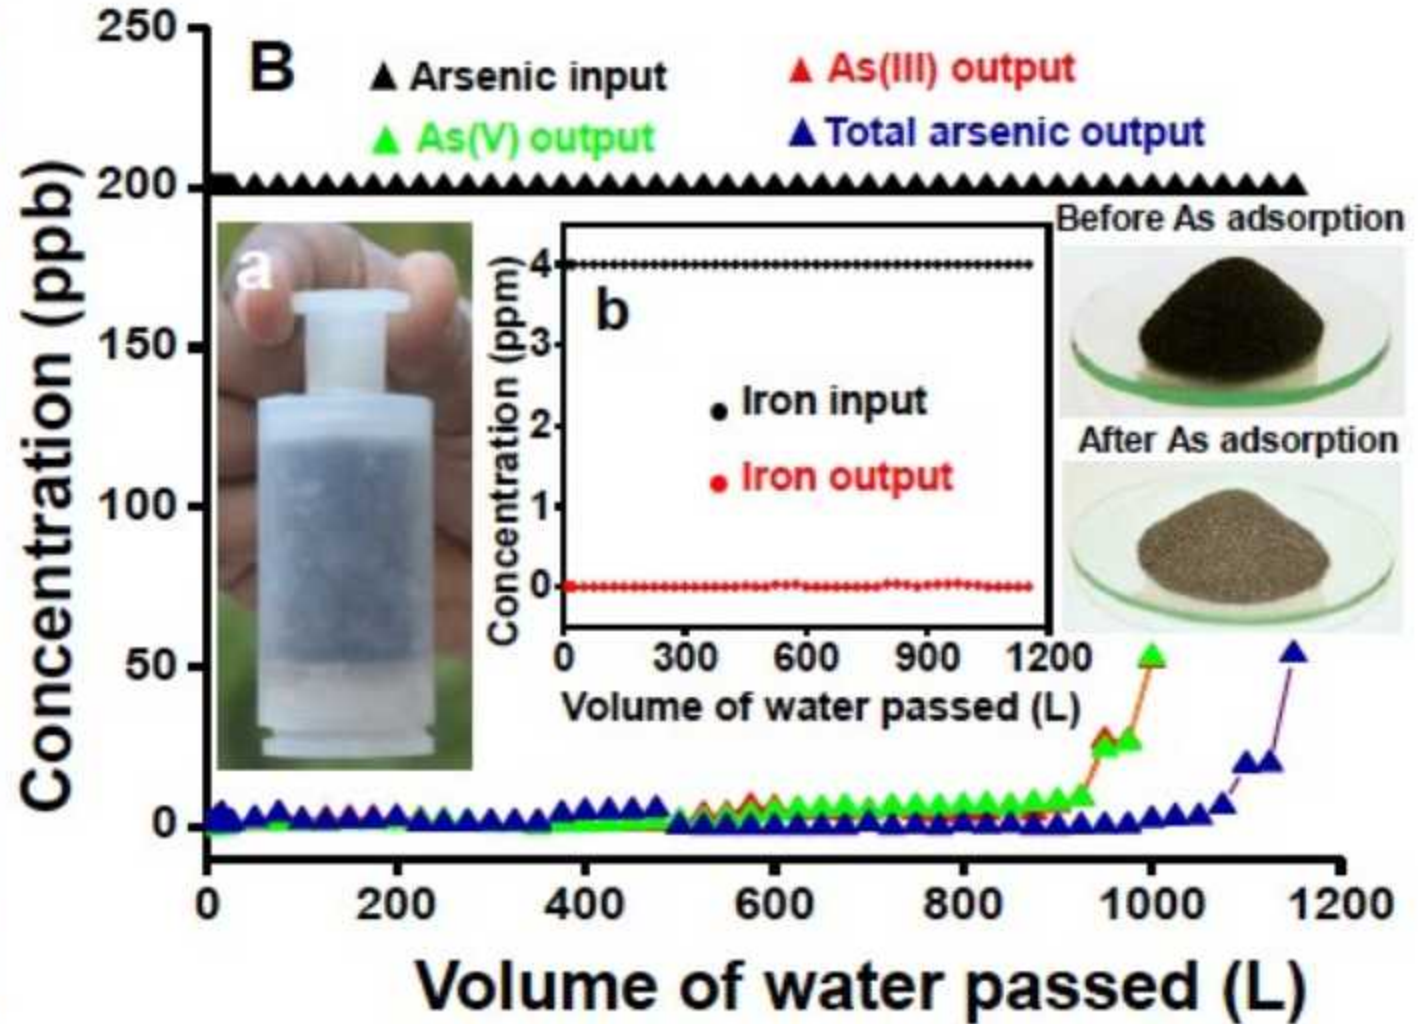 B
Arsenic input
As(III) output
As(V) output
Total arsenic output
250
200
150
100
50
0
Concentration (ppb)
a
b
4
3
2
1
0
Concentration (ppm)
Iron input
Iron output
0 300 600 900 1200
Volume of water passed (L)
Before As adsorption
After As adsorption
0 200 400 600 800 1000 1200
Volume of water passed (L)